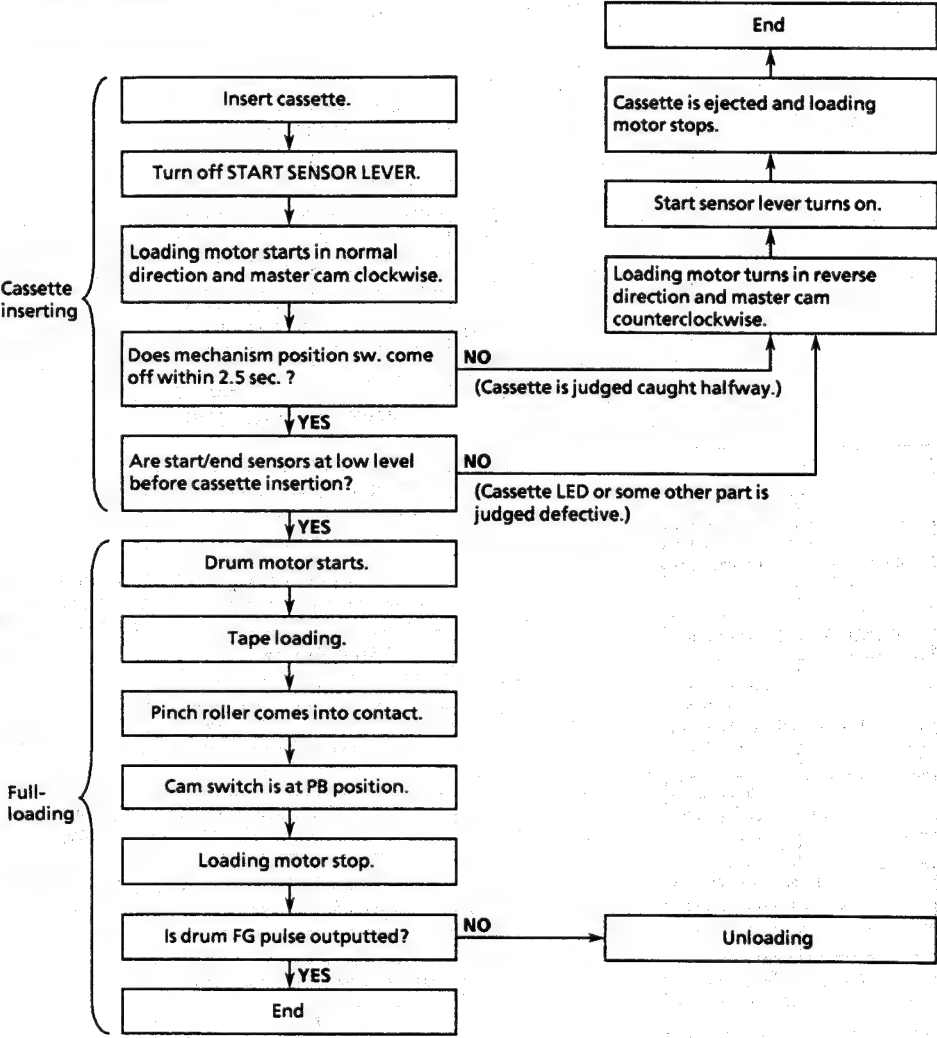 End
Cassette is ejected and loading
motor stops.
Start sensor lever turns on.
Loading motor turns in reverse
direction and master cam
counterclockwise.
Cassette
inserting
Insert cassette.
Turn off START SENSOR LEVER.
Loading motor starts in normal
direction and master cam clockwise.
Does mechanism position sw. come
off within 2.5 sec. ?
NO
(Cassette is judged caught halfway.)
YES
Are start/end sensors at low level
before cassette insertion?
NO
(Cassette LED or some other part is
judged defective.)
YES
Full-
loading
Drum motor starts.
Tape loading.
Pinch roller comes into contact.
Cam switch is at PB position.
Loading motor stop.
Is drum FG pulse outputted?
NO
Unloading
YES
End